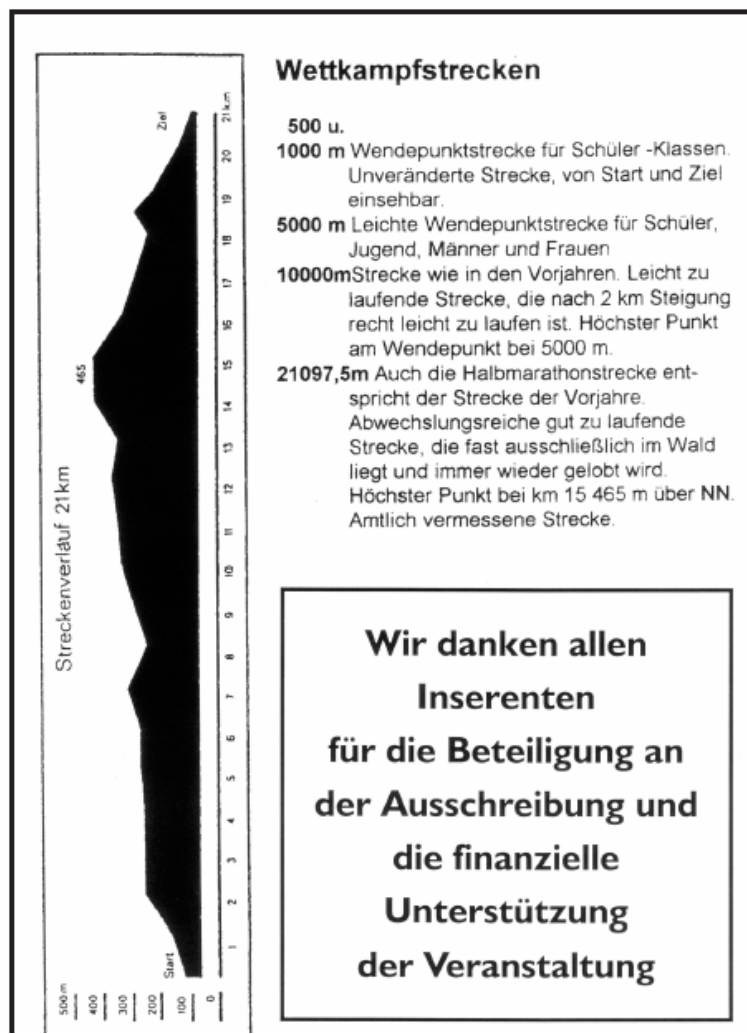 Wettkampfstrecken
500 u.
1000 m Wendepunktstrecke für Schüler -Klassen.
Unveränderte Strecke, von Start und Ziel
einsehbar.
5000 m Leichte Wendepunktstrecke für Schüler,
Jugend, Männer und Frauen
10000mStrecke wie in den Vorjahren. Leicht zu
laufende Strecke, die nach 2 km Steigung
recht leicht zu laufen ist. Höchster Punkt
am Wendepunkt bei 5000 m.
21097,5m Auch die Halbmarathonstrecke ent-
spricht der Strecke der Vorjahre.
Abwechslungsreiche gut zu laufende
Strecke, die fast ausschließlich im Wald
liegt und immer wieder gelobt wird.
Höchster Punkt bei km 15 465 m über NN.
Amtlich vermessene Strecke.
Wir danken allen
Inserenten
für die Beteiligung an
der Ausschreibung und
die finanzielle
Unterstützung
der Veranstaltung
Streckenverlauf 21km
500m
400
300
200
100
0
465
Start
Ziel
1 2 3 4 5 6 7 8 9 10 11 12 13 14 15 16 17 18 19 20 21km